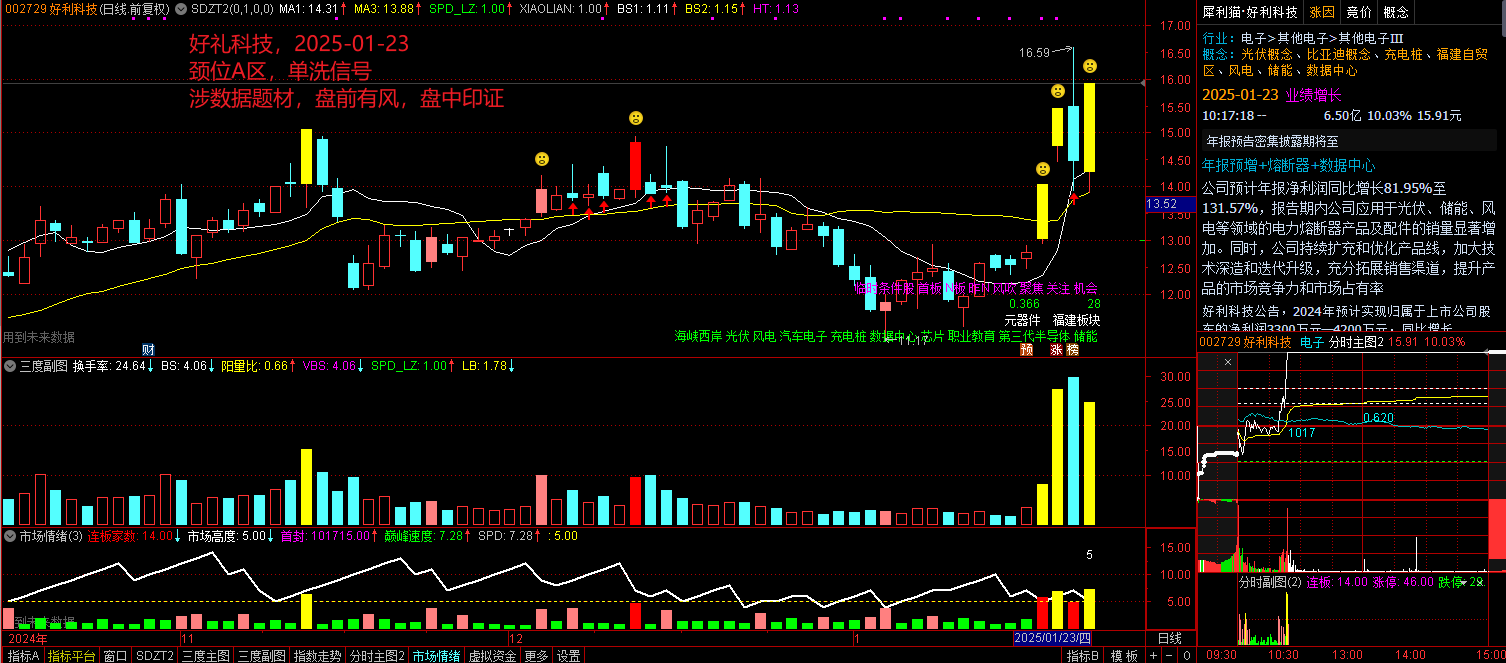 002729 好利科技(日线.前复权) SDZT2(0,1,0,0) MA1: 14.31↑ MA3: 13.88↑ SPD_LZ: 1.00↑ XIAOLIAN: 1.00↑ BS1: 1.11↑ BS2: 1.15↑ HT: 1.13
好礼科技，2025-01-23
颈位A区，单洗信号
涉数据题材，盘前有风，盘中印证
16.59
17.00
16.50
16.00
15.50
15.00
14.50
14.00
13.52
13.50
13.00
12.50
12.00
0.366
28
元器件 福建板块
海峡西岸 光伏 风电 汽车电子 充电桩 数据中心 芯片 职业教育 第三代半导体 储能
用到未来数据
财
预
涨
榜
三度副图 换手率: 24.64↓ BS: 4.06↓ 阳量比: 0.66↑ VBS: 4.06↓ SPD_LZ: 1.00↑ LB: 1.78↓
30.00
25.00
20.00
15.00
10.00
市场情绪(3) 连板家数: 14.00↓ 市场高度: 5.00↓ 首封: 101715.00↑ 巅峰速度: 7.28↑ SPD: 7.28↑ : 5.00
5
15.00
10.00
5.00
2024年
11
12
1
2025/01/23/四
日线
指标A 指标平台 窗口 SDZT2 三度主图 三度副图 指数走势 分时主图2 市场情绪 虚拟资金 更多 设置
指标B 模板 + - 0
犀利猫·好利科技 涨因 竞价 概念
行业: 电子>其他电子>其他电子Ⅲ
概念: 光伏概念、比亚迪概念、充电桩、福建自贸
区、风电、储能、数据中心
2025-01-23 业绩增长
10:17:18 -- 6.50亿 10.03% 15.91元
年报预告密集披露期将至
年报预增+熔断器+数据中心
公司预计年报净利润同比增长81.95%至
131.57%，报告期内公司应用于光伏、储能、风
电等领域的电力熔断器产品及配件的销量显著增
加。同时，公司持续扩充和优化产品线，加大技
术深造和迭代升级，充分拓展销售渠道，提升产
品的市场竞争力和市场占有率
好利科技公告，2024年预计实现归属于上市公司股
东的净利润3300万元—4200万元，同比增长
002729 好利科技 电子 分时主图2 15.91 10.03%
×
1017
0.620
分时副图(2) 连板: 14.00 涨停: 46.00 跌停: 29.
09:30 10:30 13:00 14:00 15:00